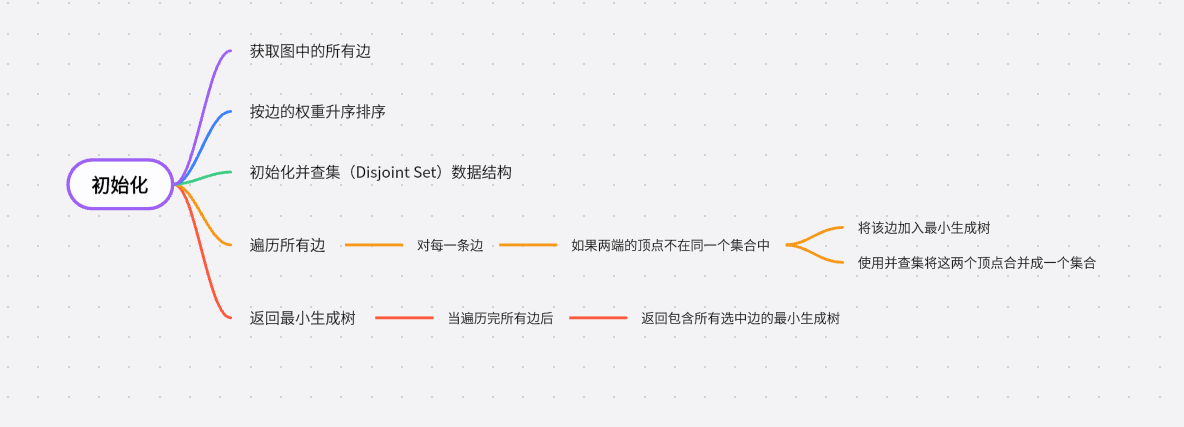 初始化
获取图中的所有边
按边的权重升序排序
初始化并查集（Disjoint Set）数据结构
遍历所有边
对每一条边
如果两端的顶点不在同一个集合中
将该边加入最小生成树
使用并查集将这两个顶点合并成一个集合
返回最小生成树
当遍历完所有边后
返回包含所有选中边的最小生成树